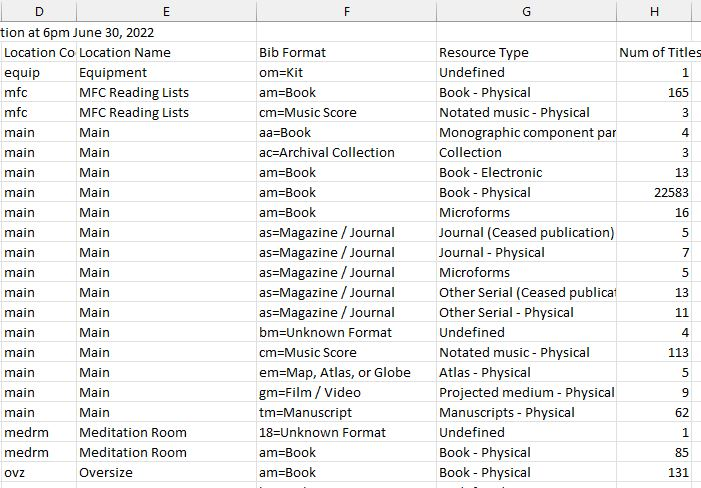 D E F G H
tion at 6pm June 30, 2022
Location Co Location Name Bib Format Resource Type Num of Titles
equip Equipment om=Kit Undefined 1
mfc MFC Reading Lists am=Book Book - Physical 165
mfc MFC Reading Lists cm=Music Score Notated music - Physical 3
main Main aa=Book Monographic component par 4
main Main ac=Archival Collection Collection 3
main Main am=Book Book - Electronic 13
main Main am=Book Book - Physical 22583
main Main am=Book Microforms 16
main Main as=Magazine / Journal Journal (Ceased publication) 5
main Main as=Magazine / Journal Journal - Physical 7
main Main as=Magazine / Journal Microforms 5
main Main as=Magazine / Journal Other Serial (Ceased publicat 13
main Main as=Magazine / Journal Other Serial - Physical 11
main Main bm=Unknown Format Undefined 4
main Main cm=Music Score Notated music - Physical 113
main Main em=Map, Atlas, or Globe Atlas - Physical 5
main Main gm=Film / Video Projected medium - Physical 9
main Main tm=Manuscript Manuscripts - Physical 62
medrm Meditation Room 18=Unknown Format Undefined 1
medrm Meditation Room am=Book Book - Physical 85
ovz Oversize am=Book Book - Physical 131